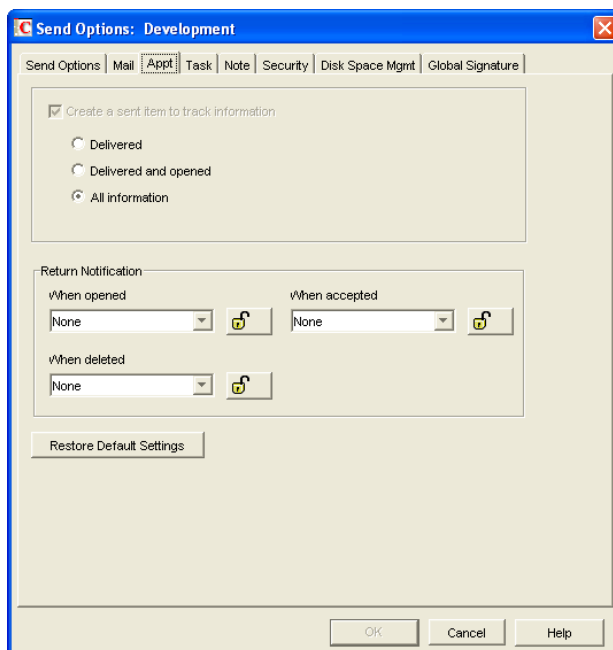 Send Options: Development
Send Options Mail Appt Task Note Security Disk Space Mgmt Global Signature
Create a sent item to track information
Delivered
Delivered and opened
All information
Return Notification
When opened When accepted
None None
When deleted
None
Restore Default Settings
OK Cancel Help